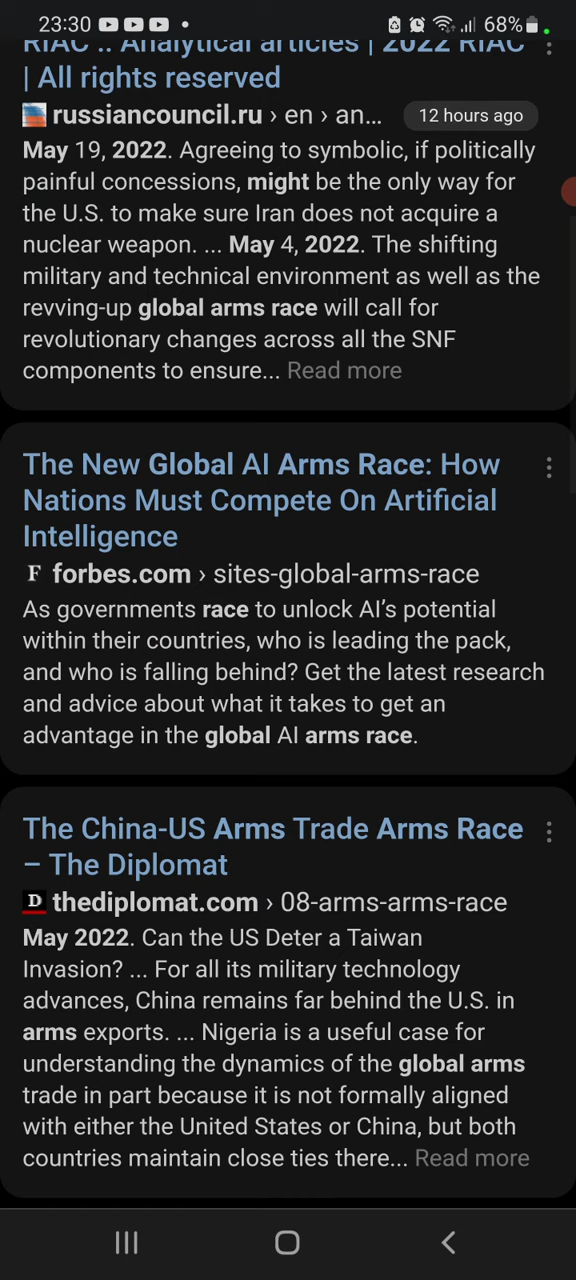 23:30 68%
RIAC .. Analytical articles | 2022 RIAC
| All rights reserved
russiancouncil.ru › en › an... 12 hours ago
May 19, 2022. Agreeing to symbolic, if politically
painful concessions, might be the only way for
the U.S. to make sure Iran does not acquire a
nuclear weapon. ... May 4, 2022. The shifting
military and technical environment as well as the
revving-up global arms race will call for
revolutionary changes across all the SNF
components to ensure... Read more
The New Global AI Arms Race: How
Nations Must Compete On Artificial
Intelligence
F forbes.com › sites-global-arms-race
As governments race to unlock AI’s potential
within their countries, who is leading the pack,
and who is falling behind? Get the latest research
and advice about what it takes to get an
advantage in the global AI arms race.
The China-US Arms Trade Arms Race
– The Diplomat
D thediplomat.com › 08-arms-arms-race
May 2022. Can the US Deter a Taiwan
Invasion? ... For all its military technology
advances, China remains far behind the U.S. in
arms exports. ... Nigeria is a useful case for
understanding the dynamics of the global arms
trade in part because it is not formally aligned
with either the United States or China, but both
countries maintain close ties there... Read more